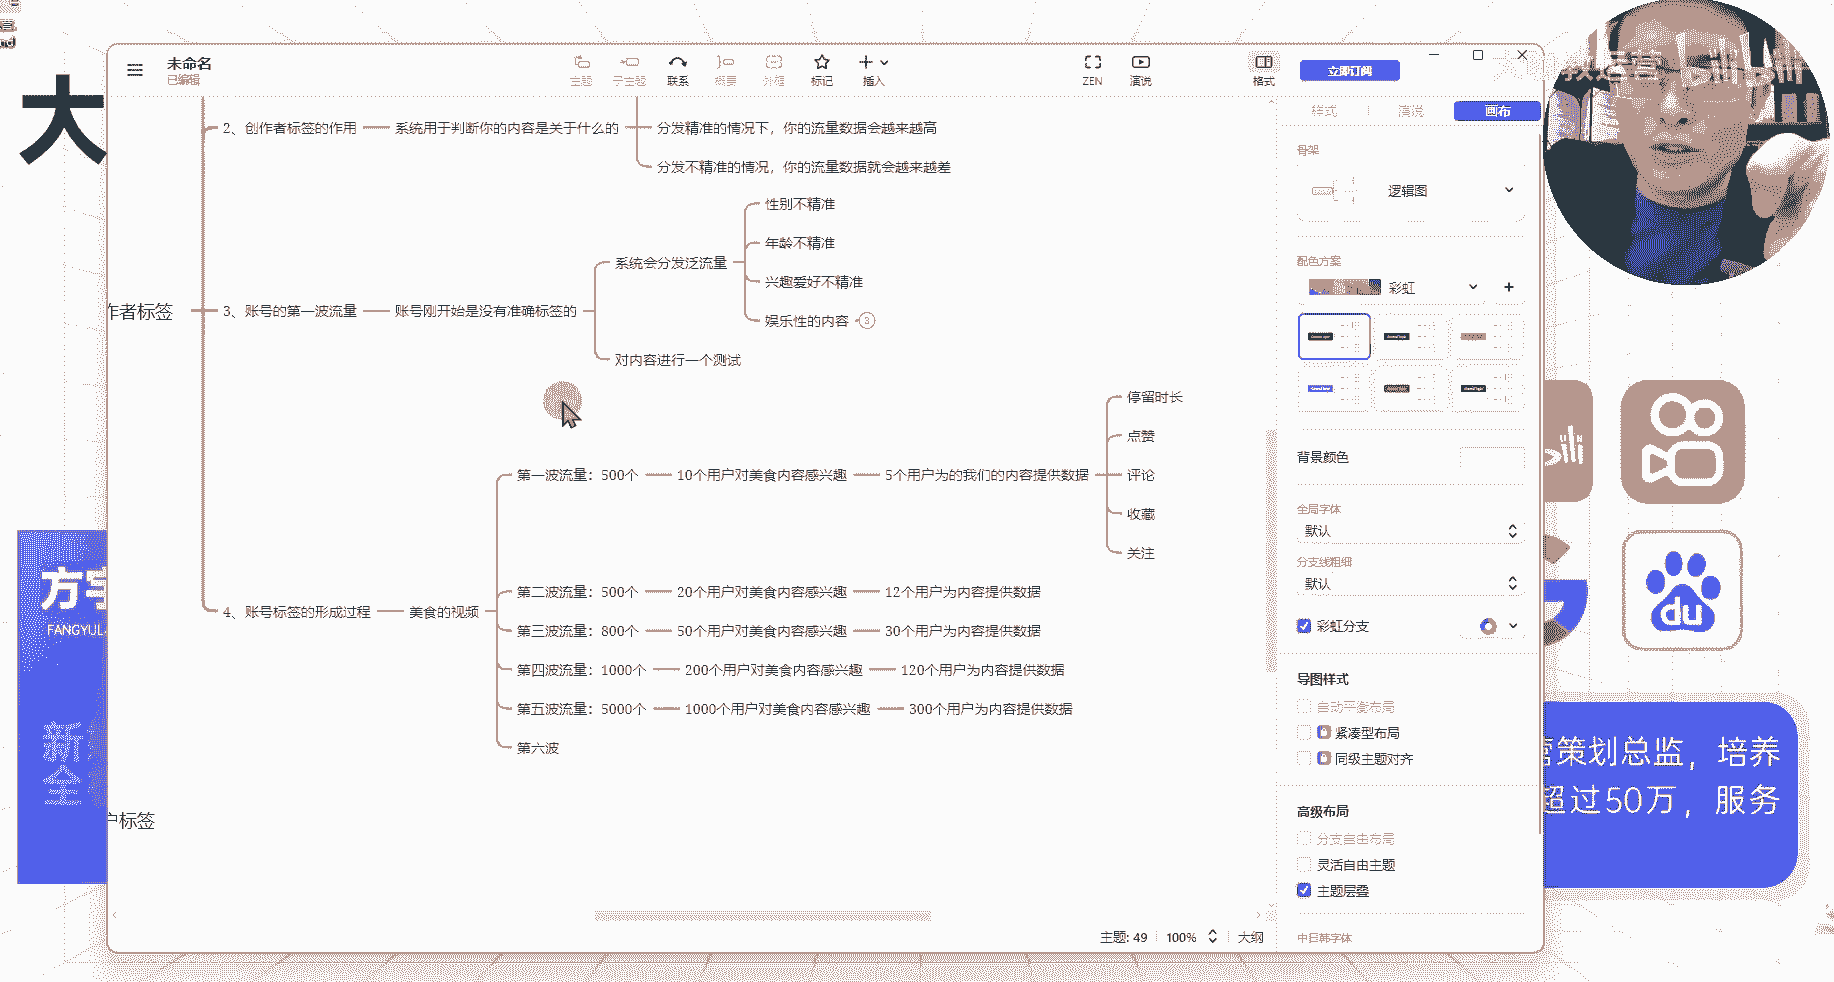 未命名
已编辑
主题
子主题
联系
概要
外框
标记
插入
ZEN
演说
格式
立即订阅
大
2、创作者标签的作用
系统用于判断你的内容是关于什么的
分发精准的情况下，你的流量数据会越来越高
分发不精准的情况，你的流量数据就会越来越差
作者标签
3、账号的第一波流量
账号刚开始是没有准确标签的
系统会分发泛流量
性别不精准
年龄不精准
兴趣爱好不精准
娱乐性的内容
3
对内容进行一个测试
4、账号标签的形成过程
美食的视频
第一波流量：500个
10个用户对美食内容感兴趣
5个用户为的我们的内容提供数据
停留时长
点赞
评论
收藏
关注
第二波流量：500个
20个用户对美食内容感兴趣
12个用户为内容提供数据
第三波流量：800个
50个用户对美食内容感兴趣
30个用户为内容提供数据
第四波流量：1000个
200个用户对美食内容感兴趣
120个用户为内容提供数据
第五波流量：5000个
1000个用户对美食内容感兴趣
300个用户为内容提供数据
第六波
户标签
主题: 49
100%
大纲
样式
演说
画布
骨架
逻辑图
配色方案
彩虹
背景颜色
全局字体
默认
分支线粗细
默认
彩虹分支
导图样式
自动平衡布局
紧凑型布局
同级主题对齐
高级布局
分支自由布局
灵活自由主题
主题层叠
中日韩字体
bilibili
du
FANGYUL
新
全
营策划总监，培养
超过50万，服务